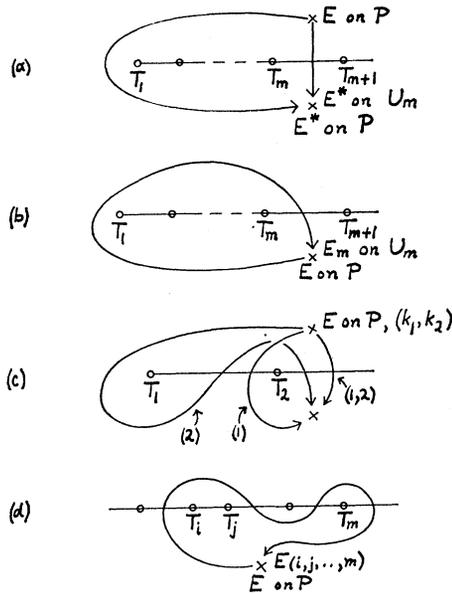 (a)
E on P
T₁
Tₘ
Tₘ₊₁
E* on Uₘ
E* on P
(b)
T₁
Tₘ
Tₘ₊₁
Eₘ on Uₘ
E on P
(c)
E on P, (k₁, k₂)
T₁
T₂
(2)
(1)
(1,2)
(d)
Tᵢ
Tⱼ
Tₘ
E(i,j,..,m)
E on P